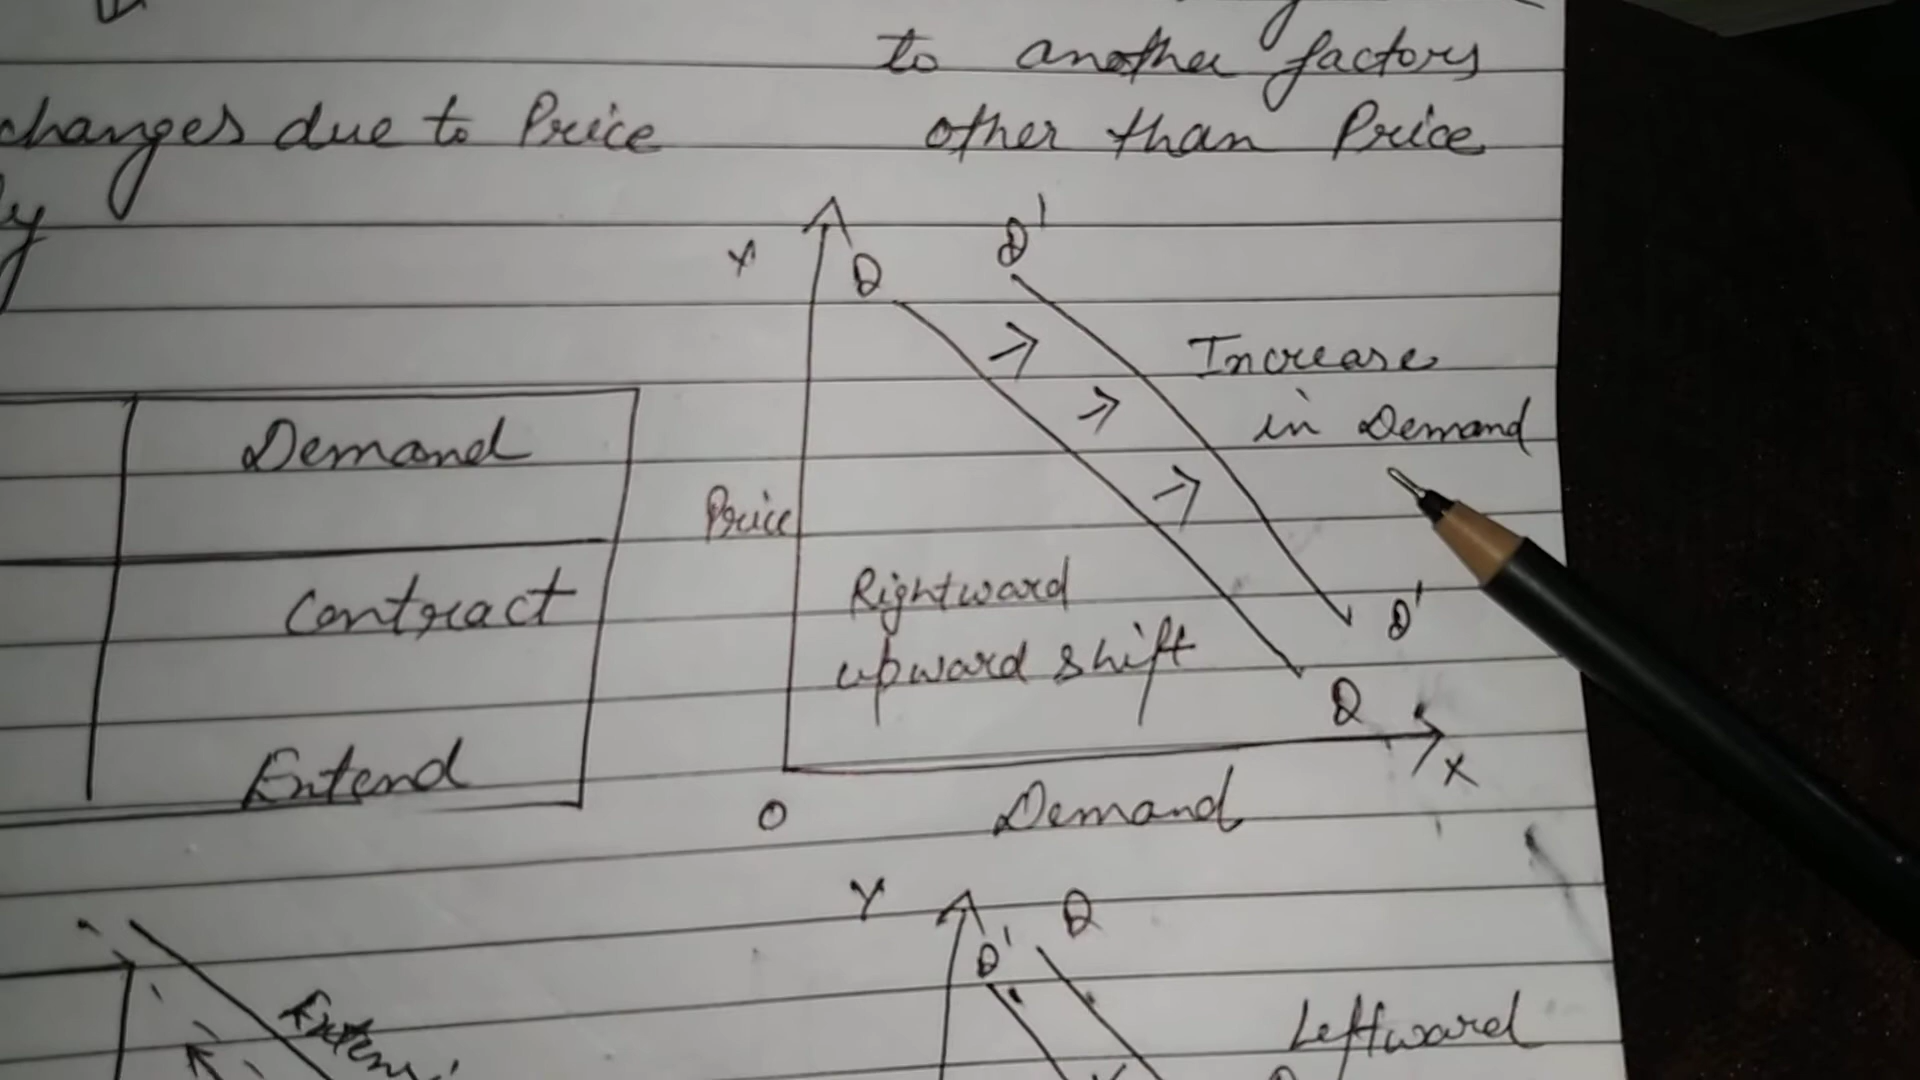 to another factors
changes due to Price
other than Price
Y
D
D'
Increase
in Demand
Demand
Price
Contract
Rightward
upward shift
D'
D
Extend
X
O
Demand
Y
D'
D
Leftward